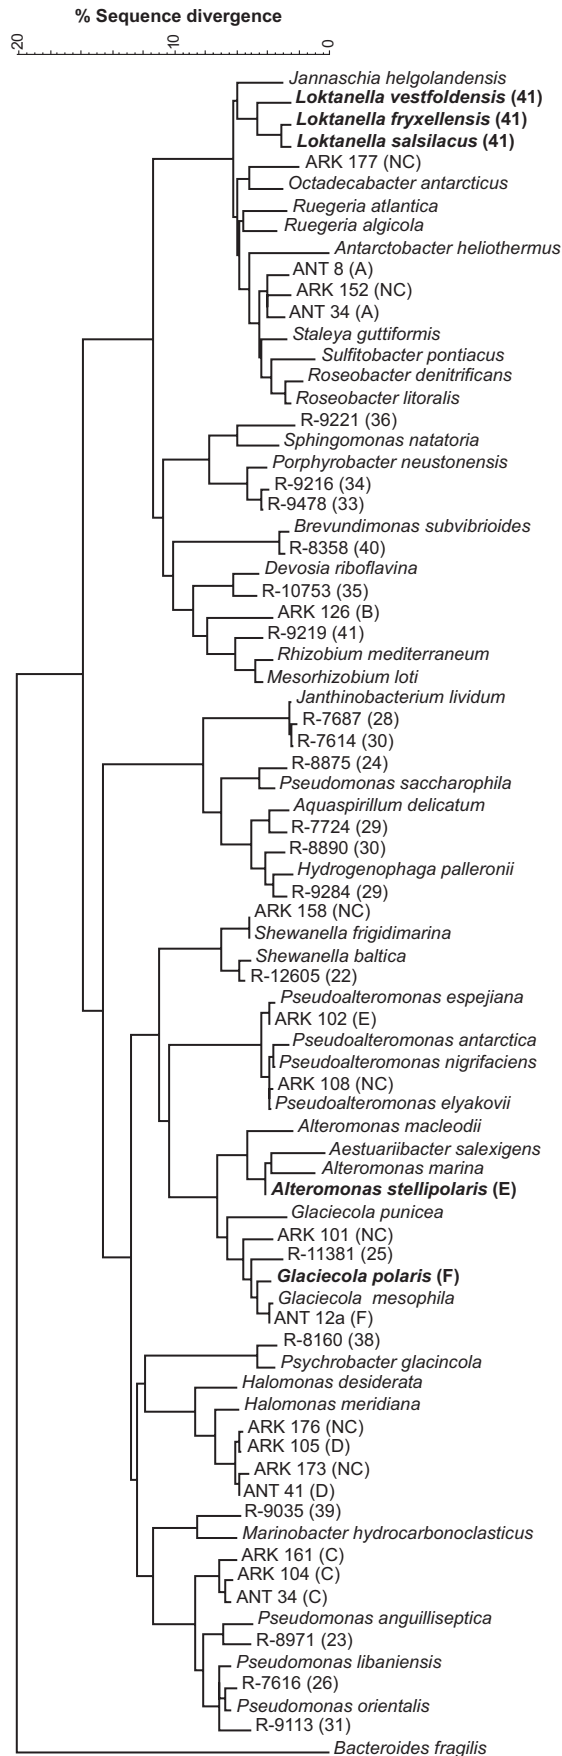 % Sequence divergence
20 10 0
Jannaschia helgolandensis
Loktanella vestfoldensis (41)
Loktanella fryxellensis (41)
Loktanella salsilacus (41)
ARK 177 (NC)
Octadecabacter antarcticus
Ruegeria atlantica
Ruegeria algicola
Antarctobacter heliothermus
ANT 8 (A)
ARK 152 (NC)
ANT 34 (A)
Staleya guttiformis
Sulfitobacter pontiacus
Roseobacter denitrificans
Roseobacter litoralis
R-9221 (36)
Sphingomonas natatoria
Porphyrobacter neustonensis
R-9216 (34)
R-9478 (33)
Brevundimonas subvibrioides
R-8358 (40)
Devosia riboflavina
R-10753 (35)
ARK 126 (B)
R-9219 (41)
Rhizobium mediterraneum
Mesorhizobium loti
Janthinobacterium lividum
R-7687 (28)
R-7614 (30)
R-8875 (24)
Pseudomonas saccharophila
Aquaspirillum delicatum
R-7724 (29)
R-8890 (30)
Hydrogenophaga palleronii
R-9284 (29)
ARK 158 (NC)
Shewanella frigidimarina
Shewanella baltica
R-12605 (22)
Pseudoalteromonas espejiana
ARK 102 (E)
Pseudoalteromonas antarctica
Pseudoalteromonas nigrifaciens
ARK 108 (NC)
Pseudoalteromonas elyakovii
Alteromonas macleodii
Aestuariibacter salexigens
Alteromonas marina
Alteromonas stellipolaris (E)
Glaciecola punicea
ARK 101 (NC)
R-11381 (25)
Glaciecola polaris (F)
Glaciecola mesophila
ANT 12a (F)
R-8160 (38)
Psychrobacter glacincola
Halomonas desiderata
Halomonas meridiana
ARK 176 (NC)
ARK 105 (D)
ARK 173 (NC)
ANT 41 (D)
R-9035 (39)
Marinobacter hydrocarbonoclasticus
ARK 161 (C)
ARK 104 (C)
ANT 34 (C)
Pseudomonas anguilliseptica
R-8971 (23)
Pseudomonas libaniensis
R-7616 (26)
Pseudomonas orientalis
R-9113 (31)
Bacteroides fragilis